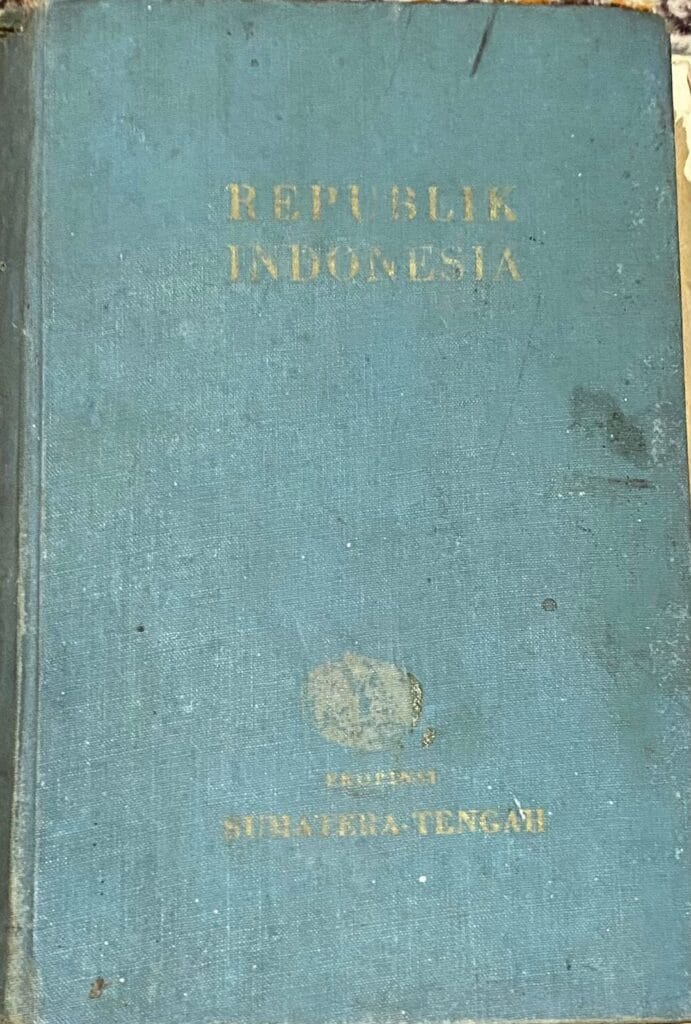 REPUBLIK
INDONESIA
PROPINSI
SUMATERA-TENGAH